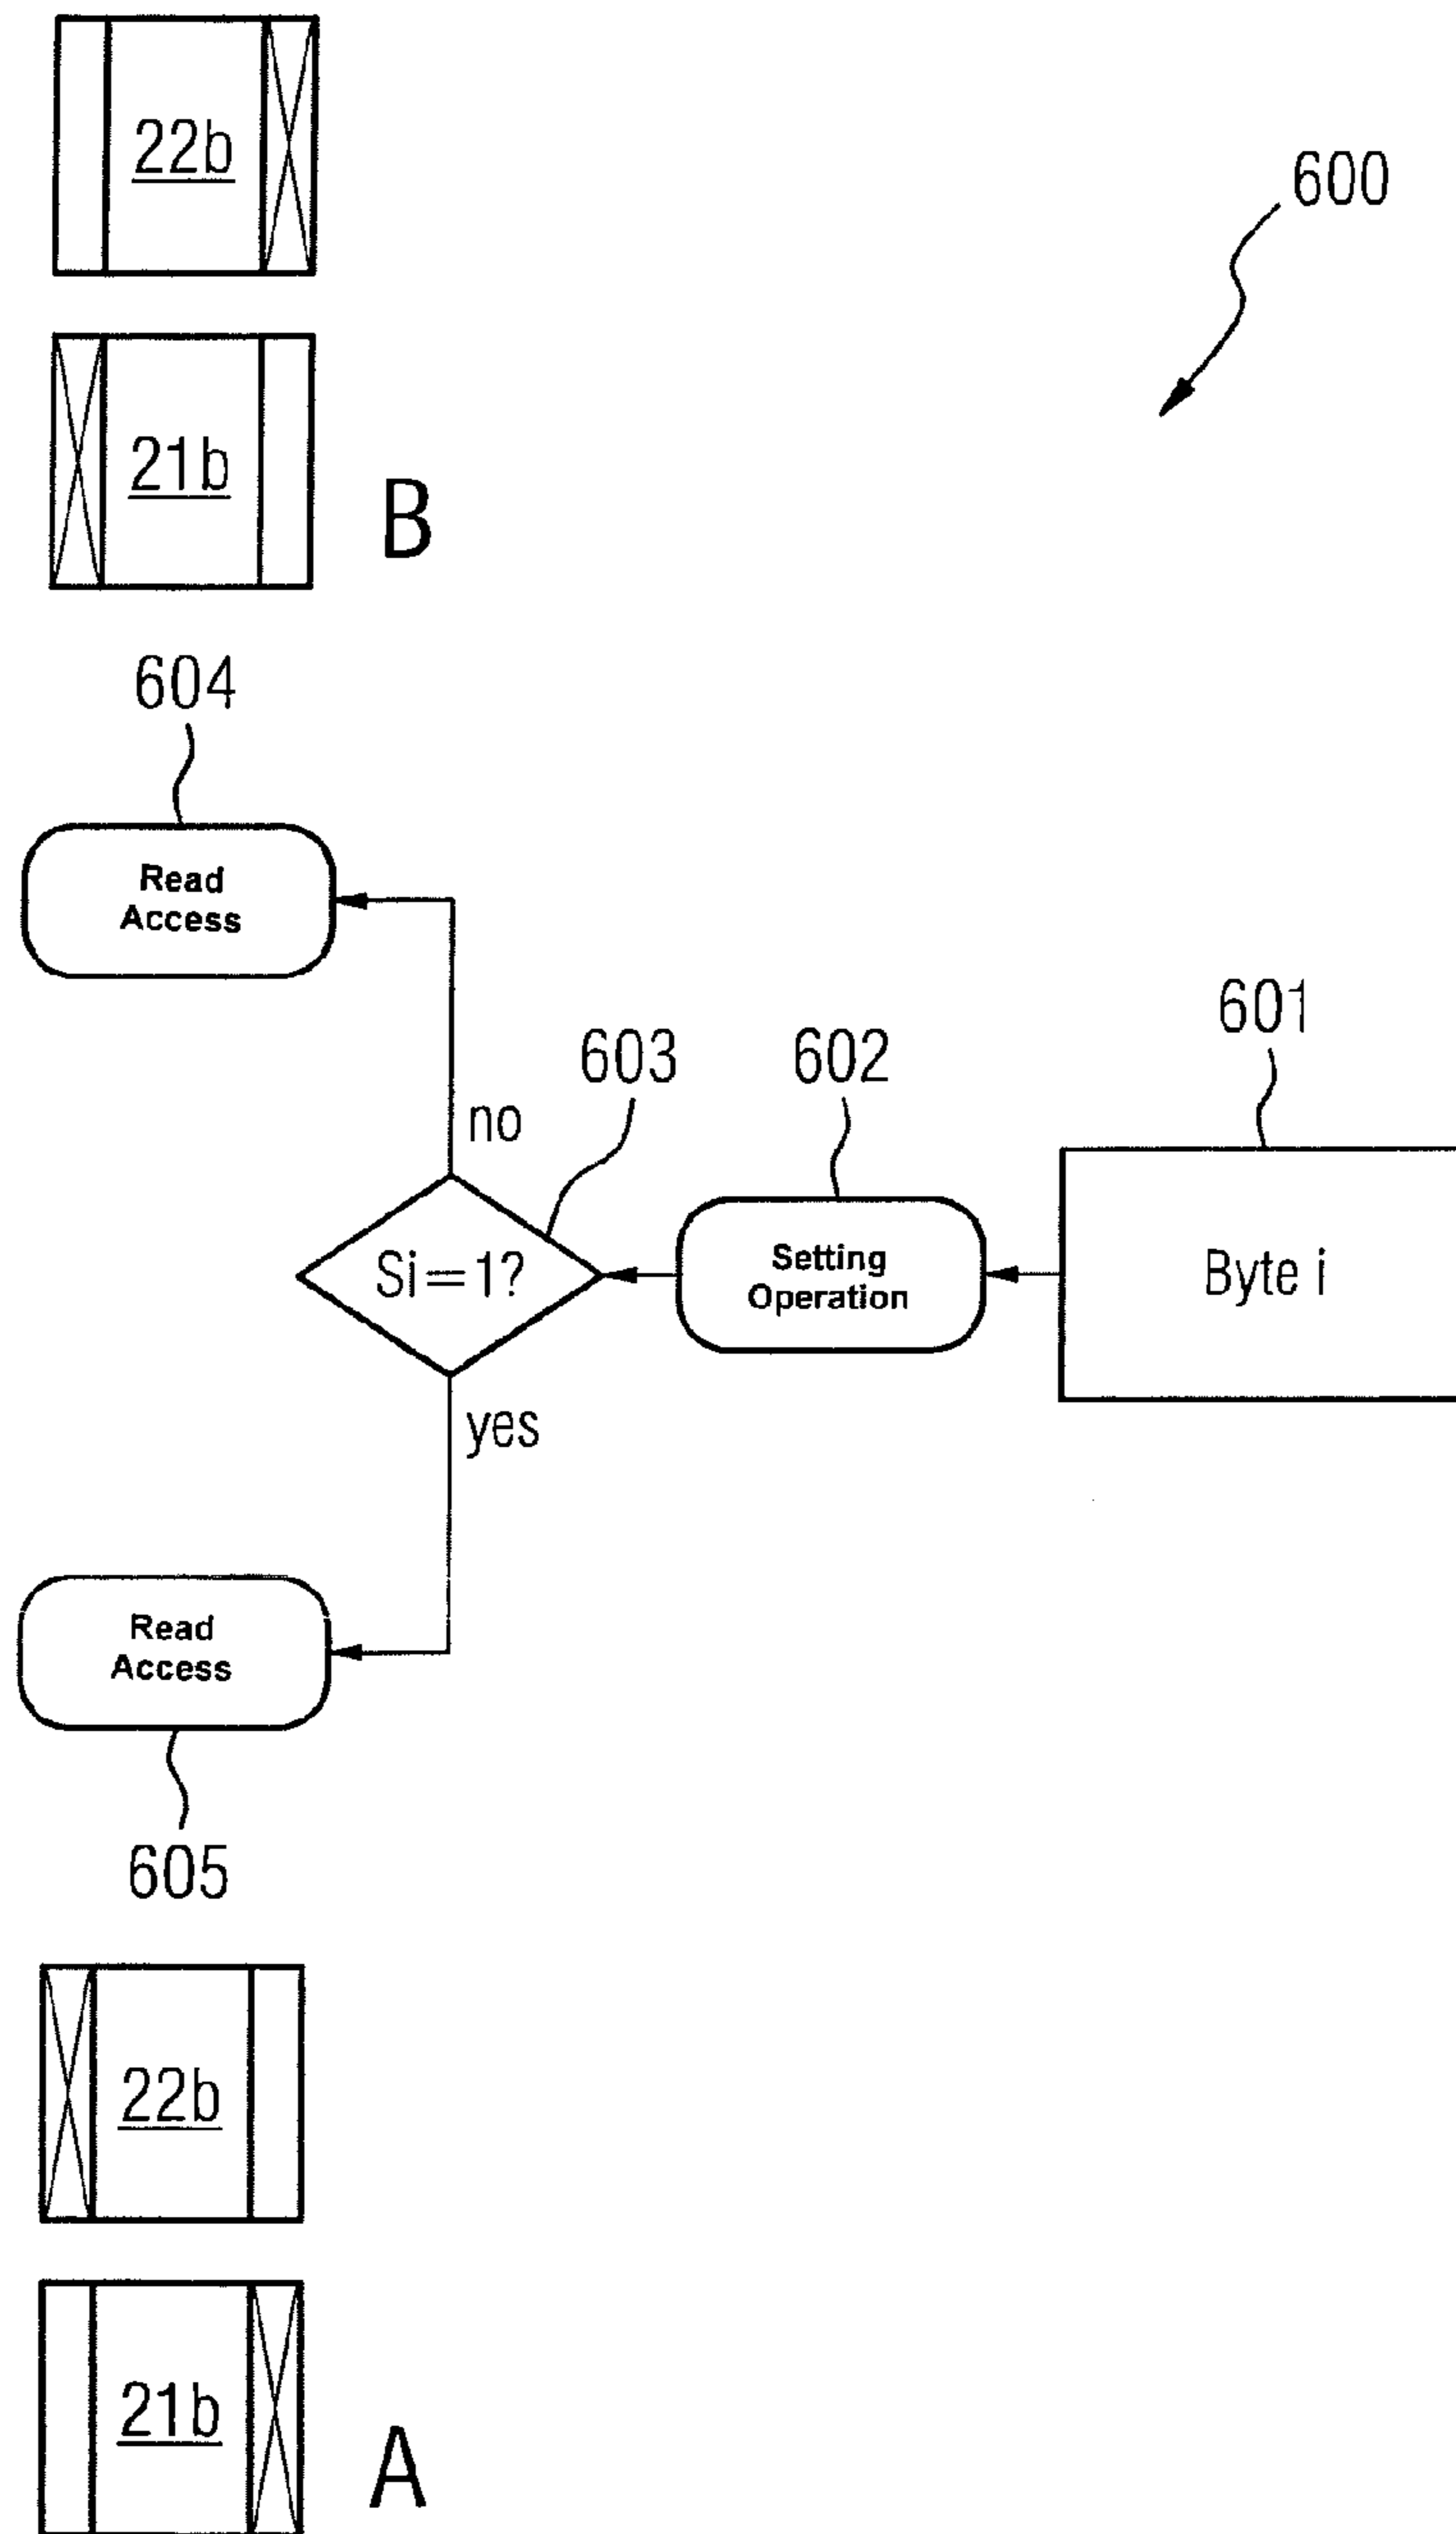 22b
600
21b
B
604
Read
Access
601
603
602
no
Si=1?
Setting
Operation
Byte i
yes
Read
Access
605
22b
21b
A